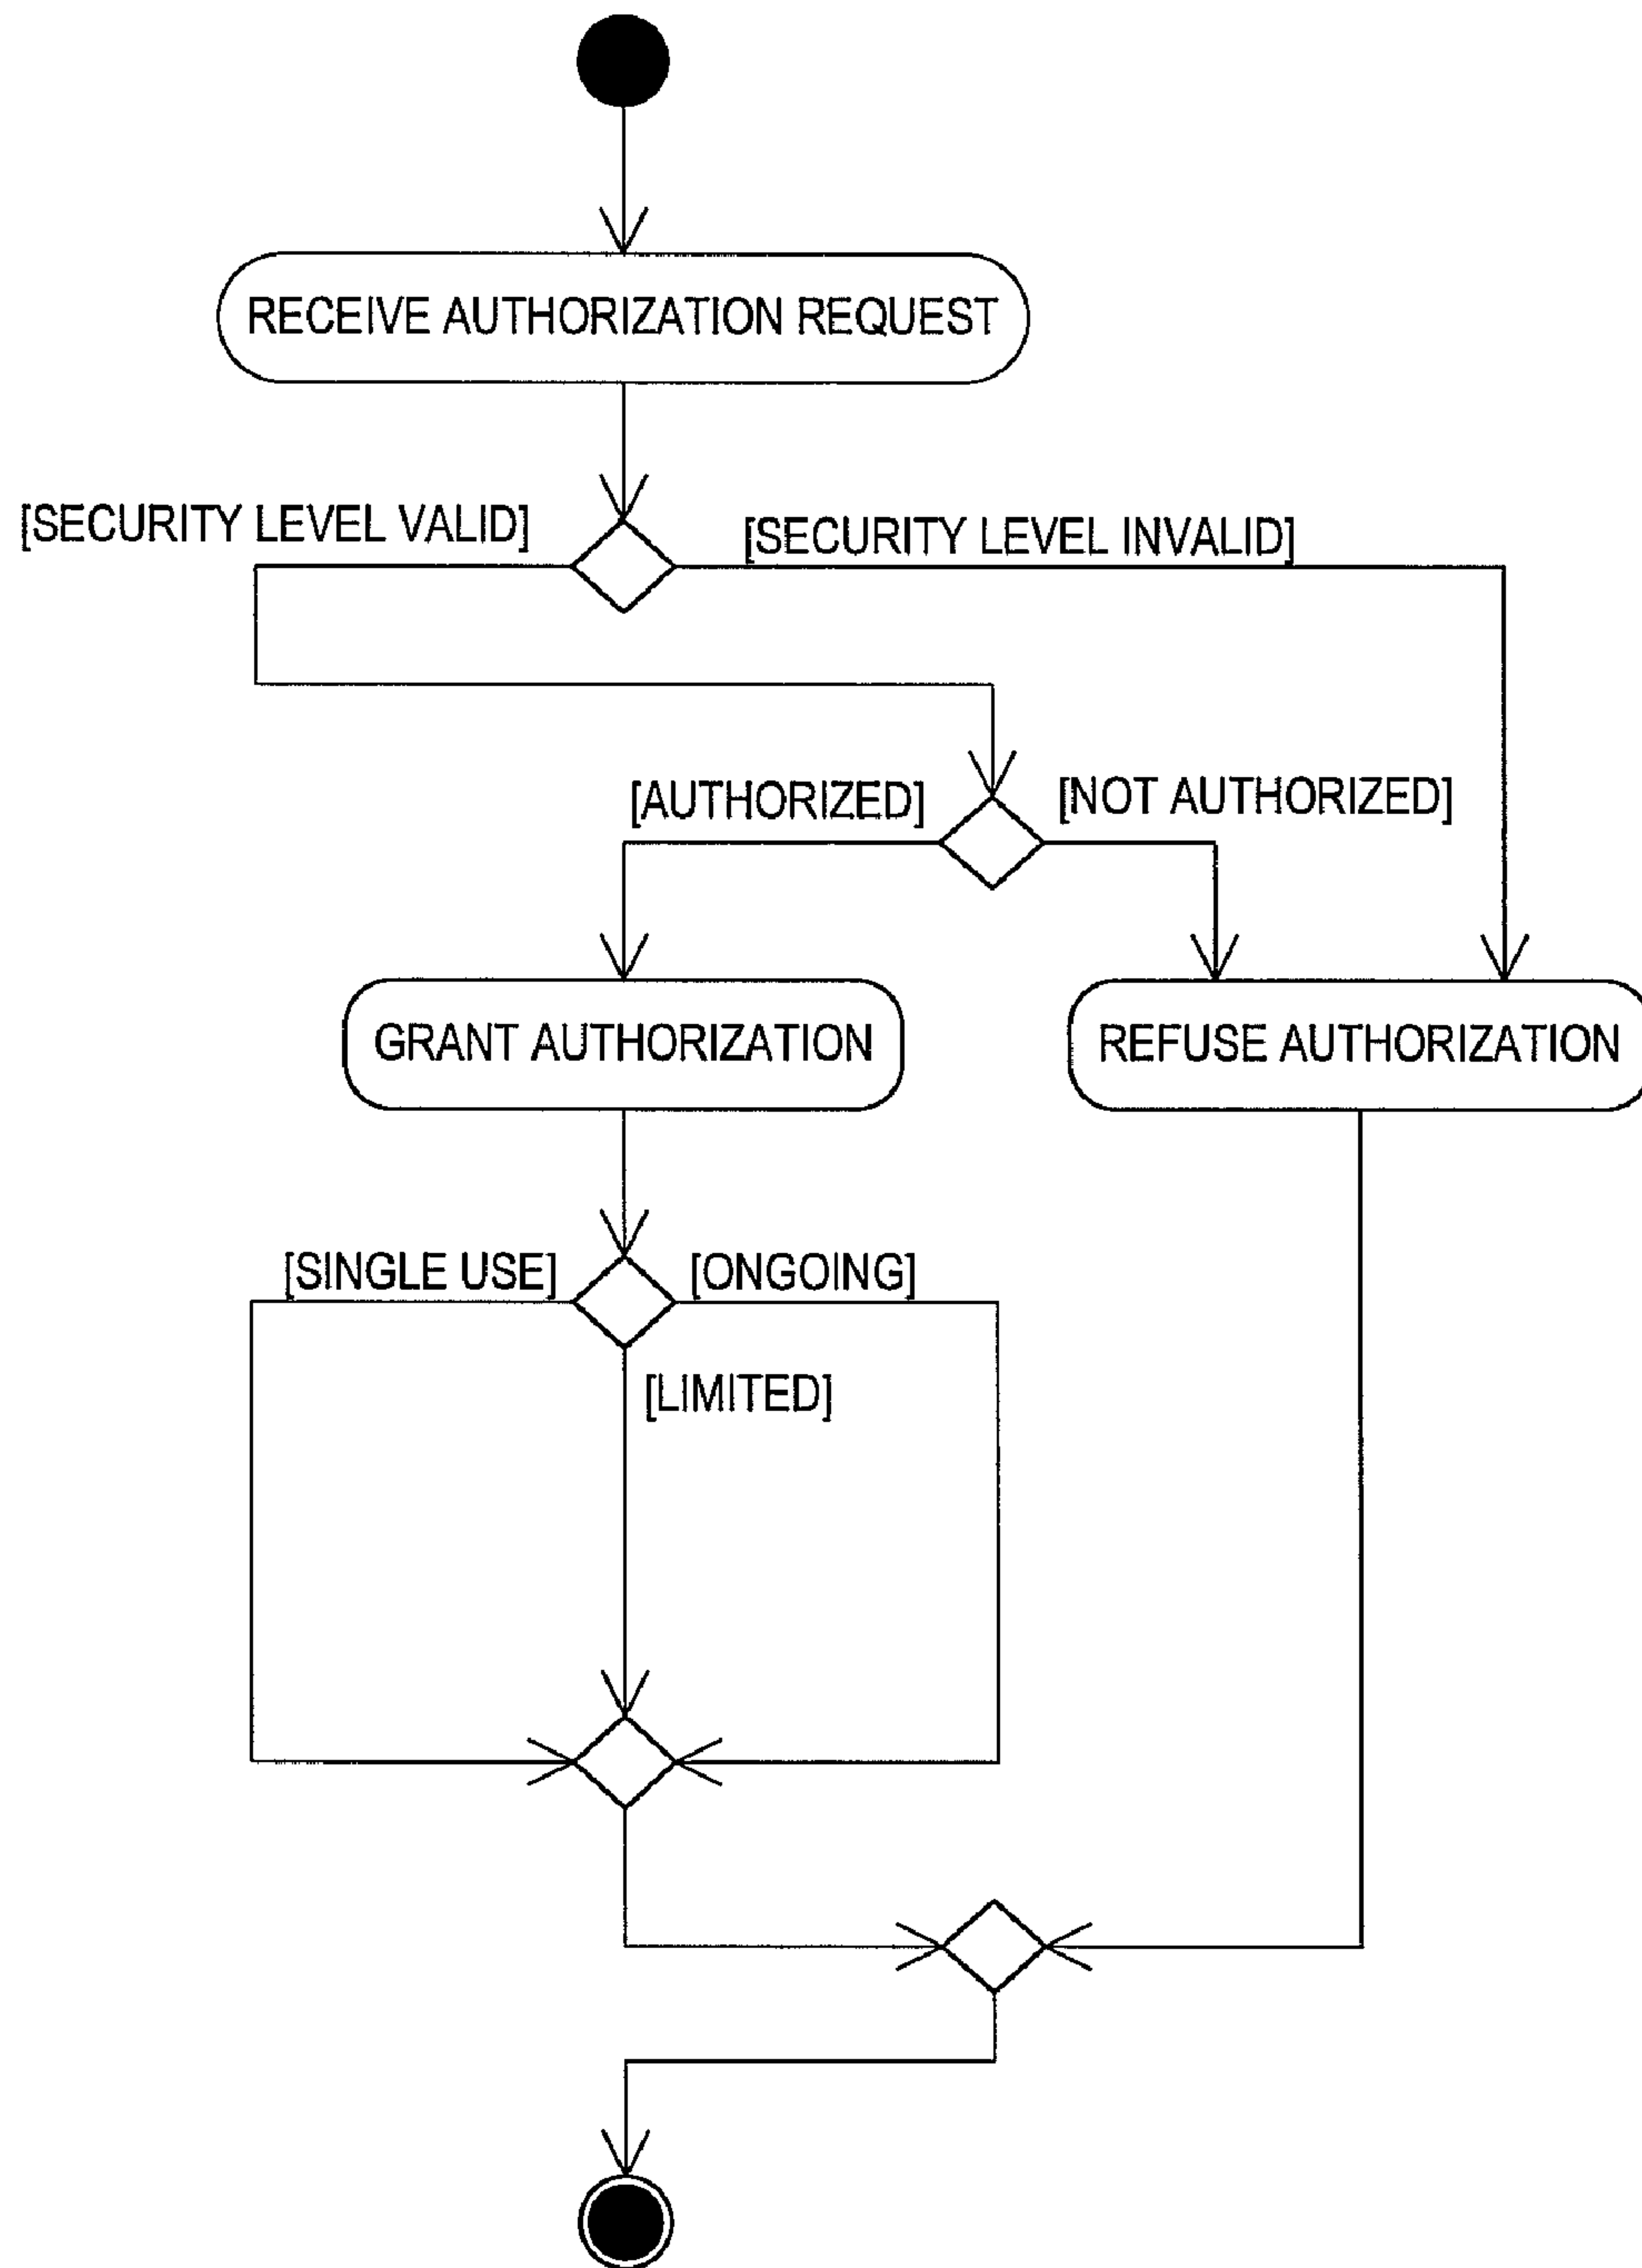 RECEIVE AUTHORIZATION REQUEST
[SECURITY LEVEL VALID]
[SECURITY LEVEL INVALID]
[AUTHORIZED]
[NOT AUTHORIZED]
GRANT AUTHORIZATION
REFUSE AUTHORIZATION
[SINGLE USE]
[ONGOING]
[LIMITED]